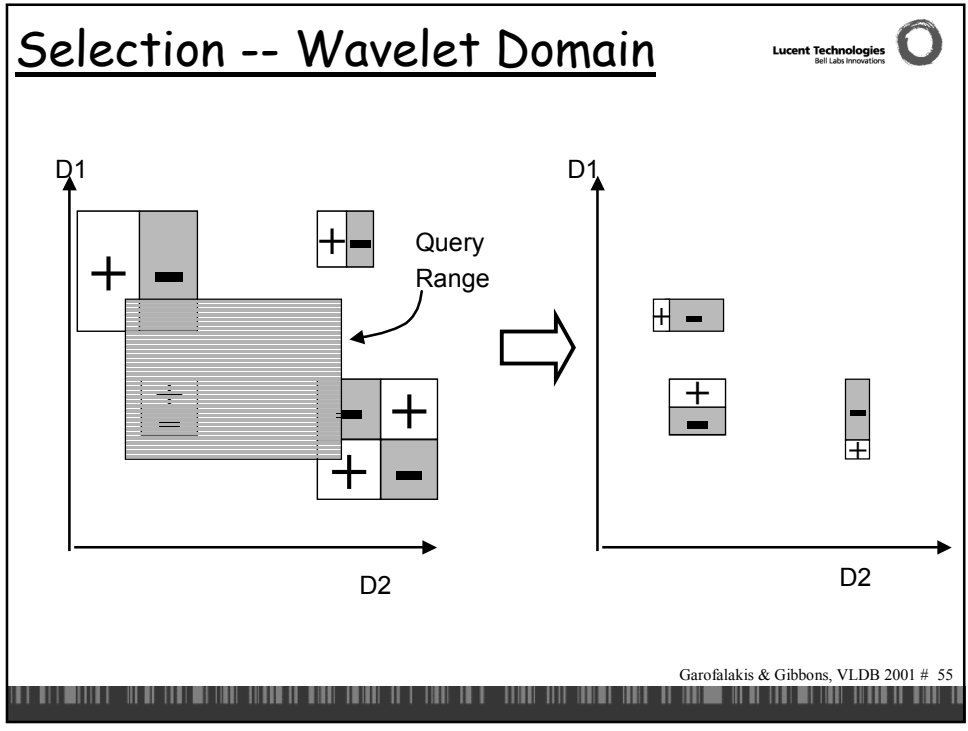 Selection -- Wavelet Domain
Lucent Technologies
Bell Labs Innovations
D1
+ -
+ -
Query
Range
+
-
- +
+ -
D2
D1
+ -
+
-
-
+
D2
Garofalakis & Gibbons, VLDB 2001 # 55